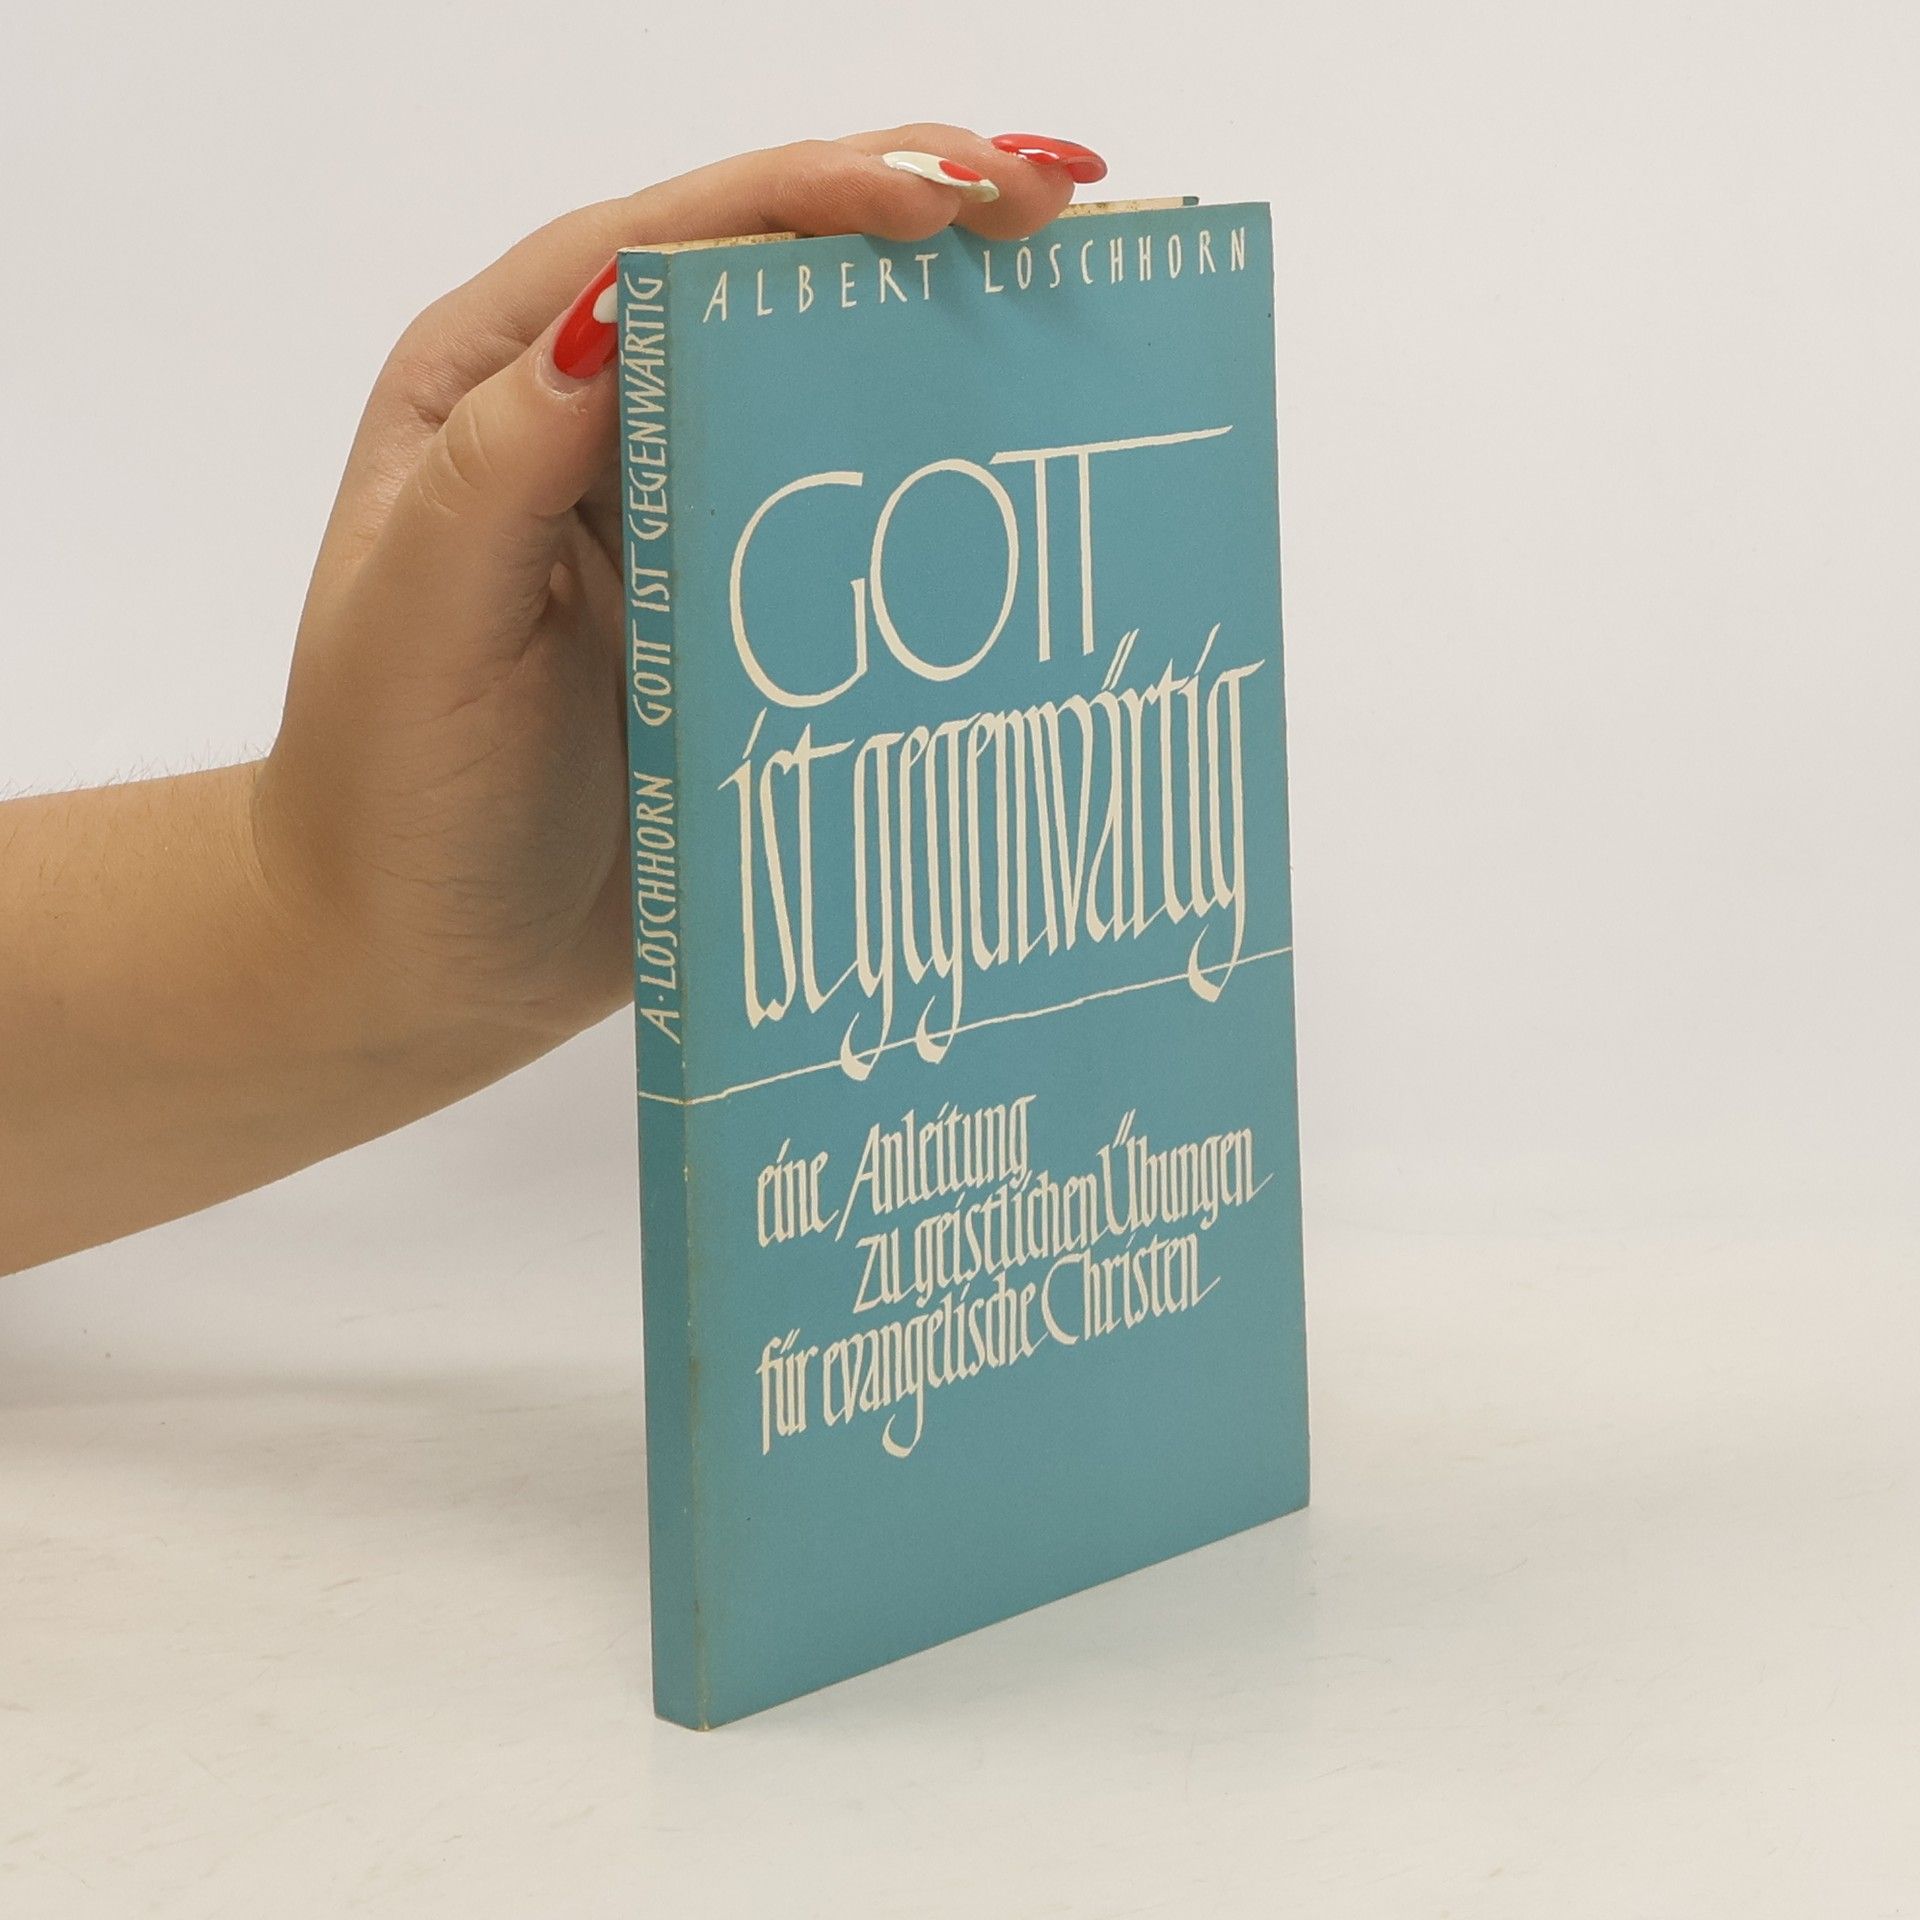 ALBERT LÖSCHHORN
GOTT
ist gegenwärtig
eine Anleitung
zu geistlichen Übungen
für evangelische Christen
A · LÖSCHHORN GOTT IST GEGENWÄRTIG